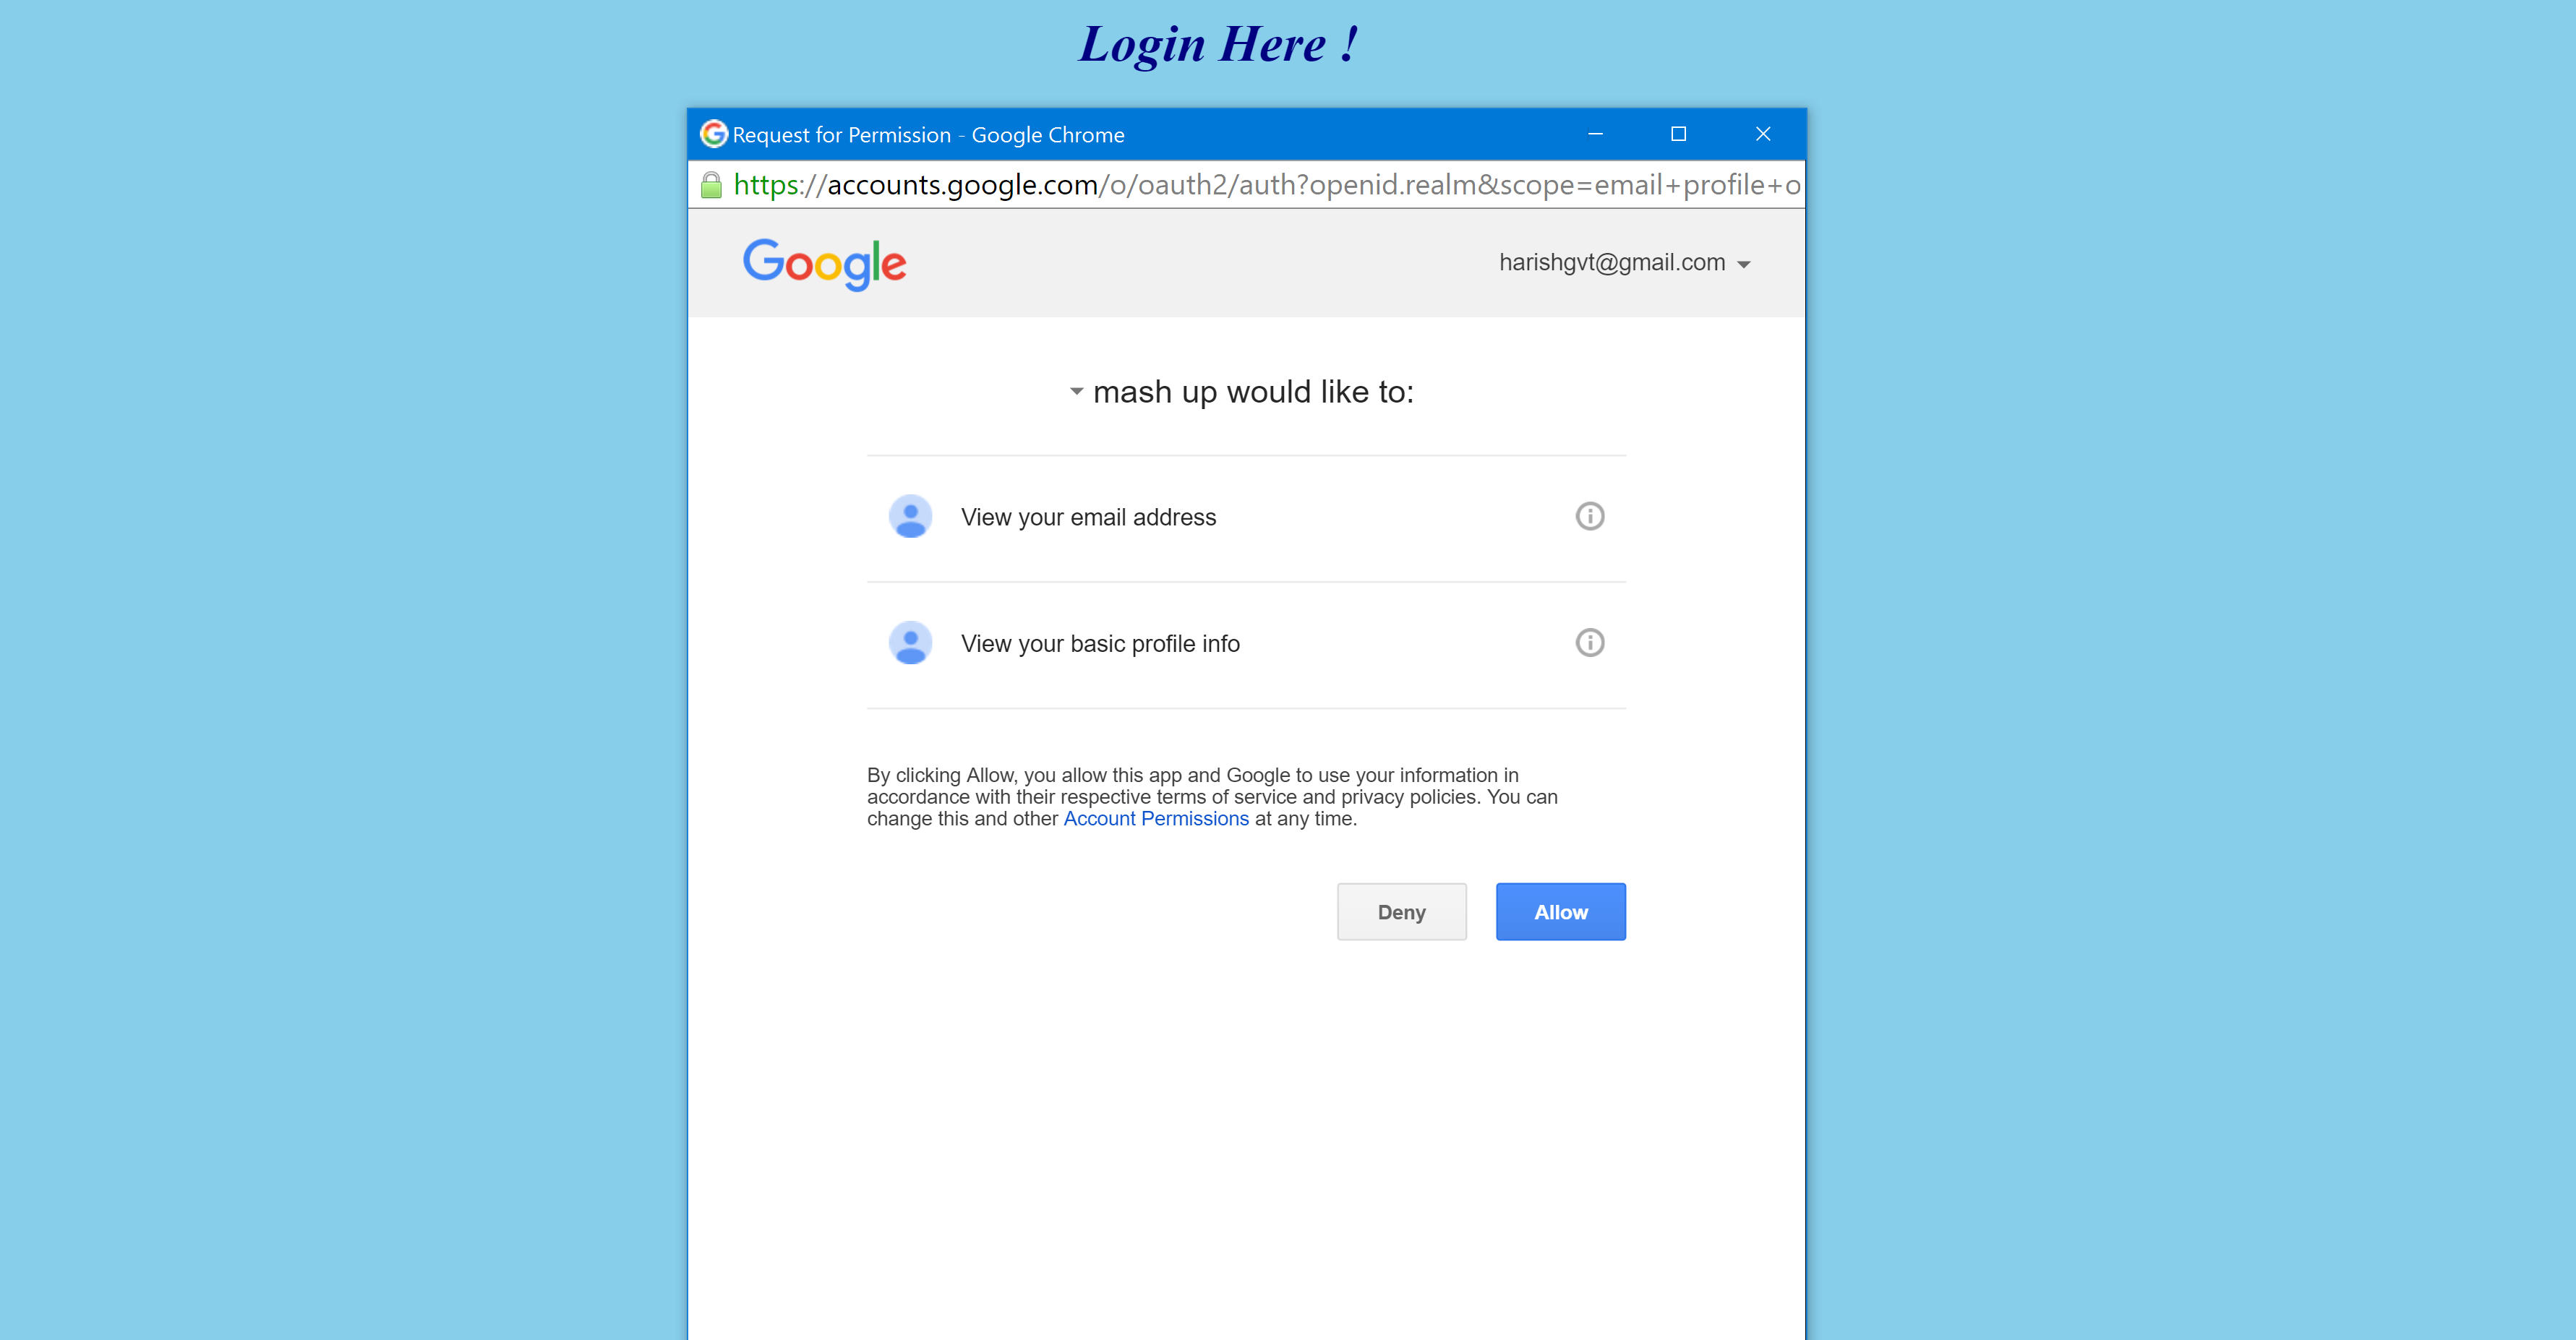 Login Here !
Request for Permission - Google Chrome
https://accounts.google.com/o/oauth2/auth?openid.realm&scope=email+profile+o
Google
harishgvt@gmail.com
mash up would like to:
View your email address
View your basic profile info
By clicking Allow, you allow this app and Google to use your information in
accordance with their respective terms of service and privacy policies. You can
change this and other Account Permissions at any time.
Deny
Allow